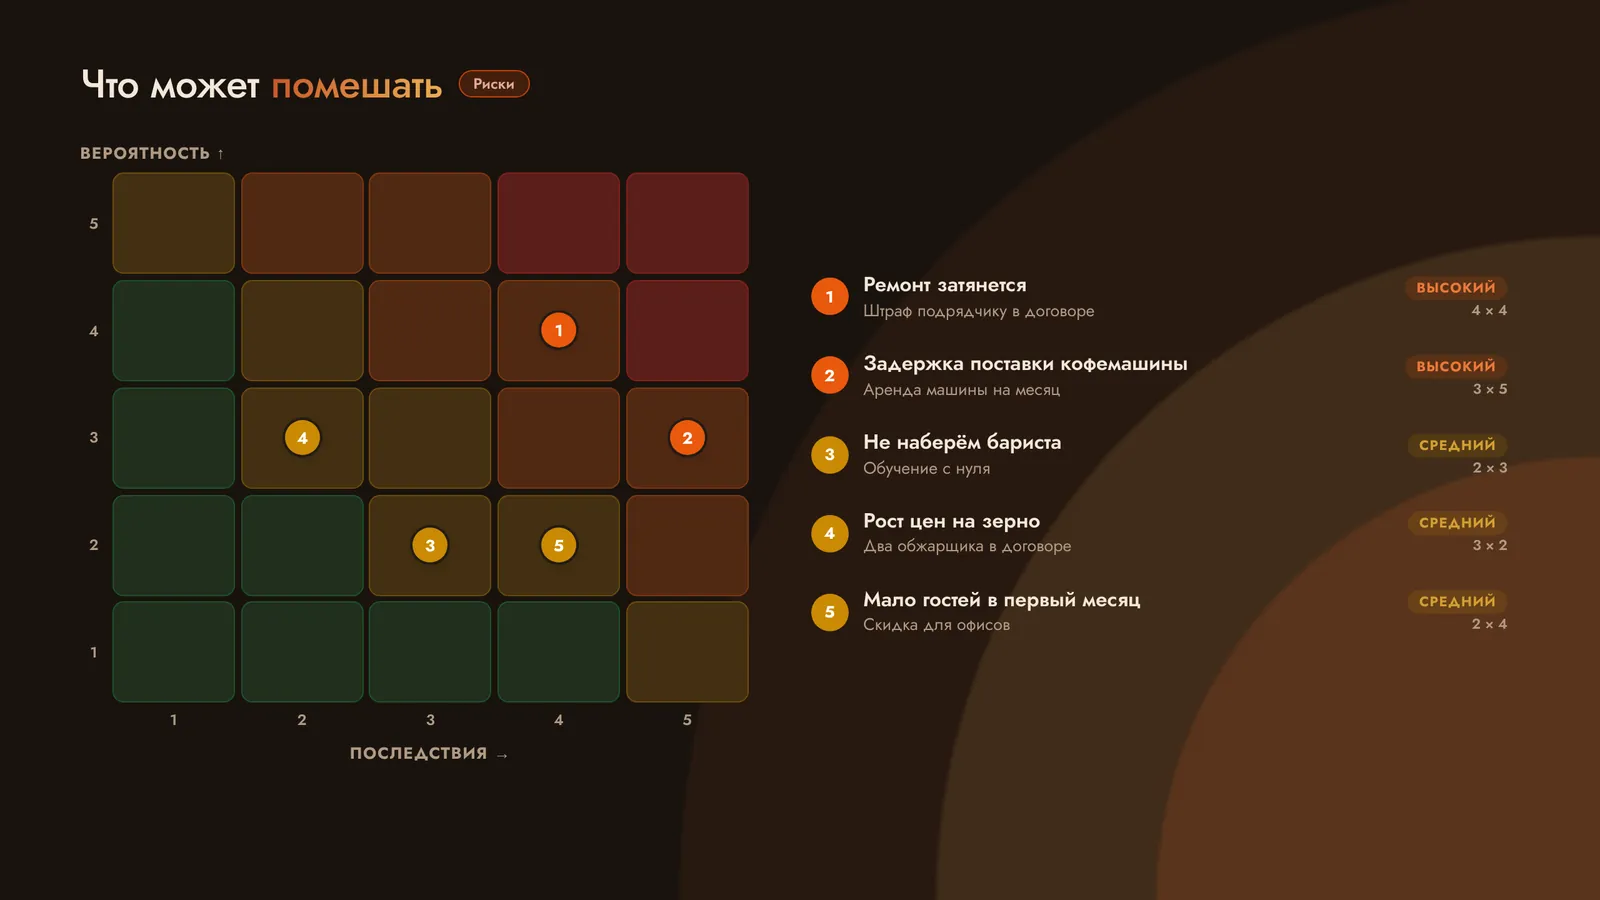 Что может помешать Риски
ВЕРОЯТНОСТЬ ↑
5
4
3
2
1
1
4
2
3
5
1 2 3 4 5
ПОСЛЕДСТВИЯ →
1 Ремонт затянется ВЫСОКИЙ
Штраф подрядчику в договоре 4 × 4
2 Задержка поставки кофемашины ВЫСОКИЙ
Аренда машины на месяц 3 × 5
3 Не наберём бариста СРЕДНИЙ
Обучение с нуля 2 × 3
4 Рост цен на зерно СРЕДНИЙ
Два обжарщика в договоре 3 × 2
5 Мало гостей в первый месяц СРЕДНИЙ
Скидка для офисов 2 × 4